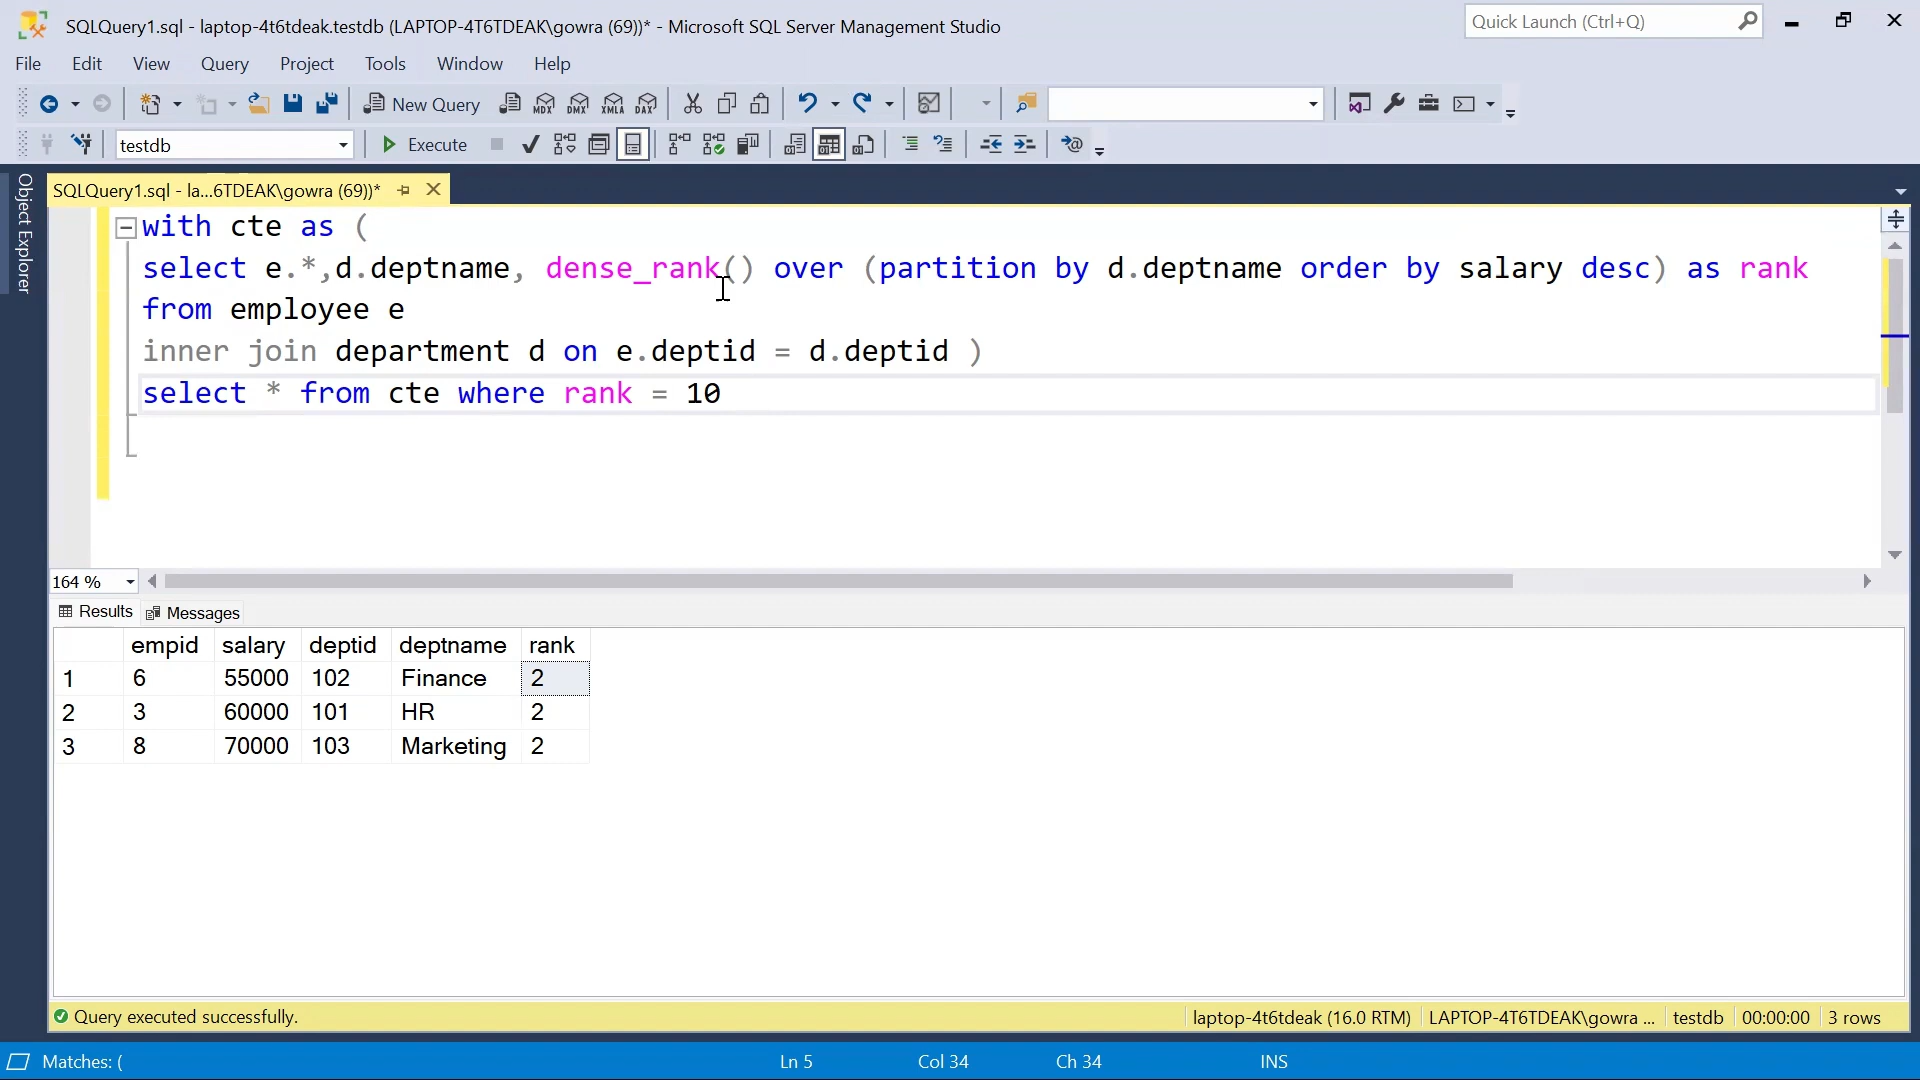 SQLQuery1.sql - laptop-4t6tdeak.testdb (LAPTOP-4T6TDEAK\gowra (69))* - Microsoft SQL Server Management Studio
Quick Launch (Ctrl+Q)
File Edit View Query Project Tools Window Help
New Query MDX DMX XMLA DAX
testdb Execute
Object Explorer
SQLQuery1.sql - la...6TDEAK\gowra (69))*
with cte as (
select e.*,d.deptname, dense_rank() over (partition by d.deptname order by salary desc) as rank
from employee e
inner join department d on e.deptid = d.deptid )
select * from cte where rank = 10
164 %
Results Messages
empid salary deptid deptname rank
1 6 55000 102 Finance 2
2 3 60000 101 HR 2
3 8 70000 103 Marketing 2
Query executed successfully. laptop-4t6tdeak (16.0 RTM) LAPTOP-4T6TDEAK\gowra ... testdb 00:00:00 3 rows
Matches: ( Ln 5 Col 34 Ch 34 INS